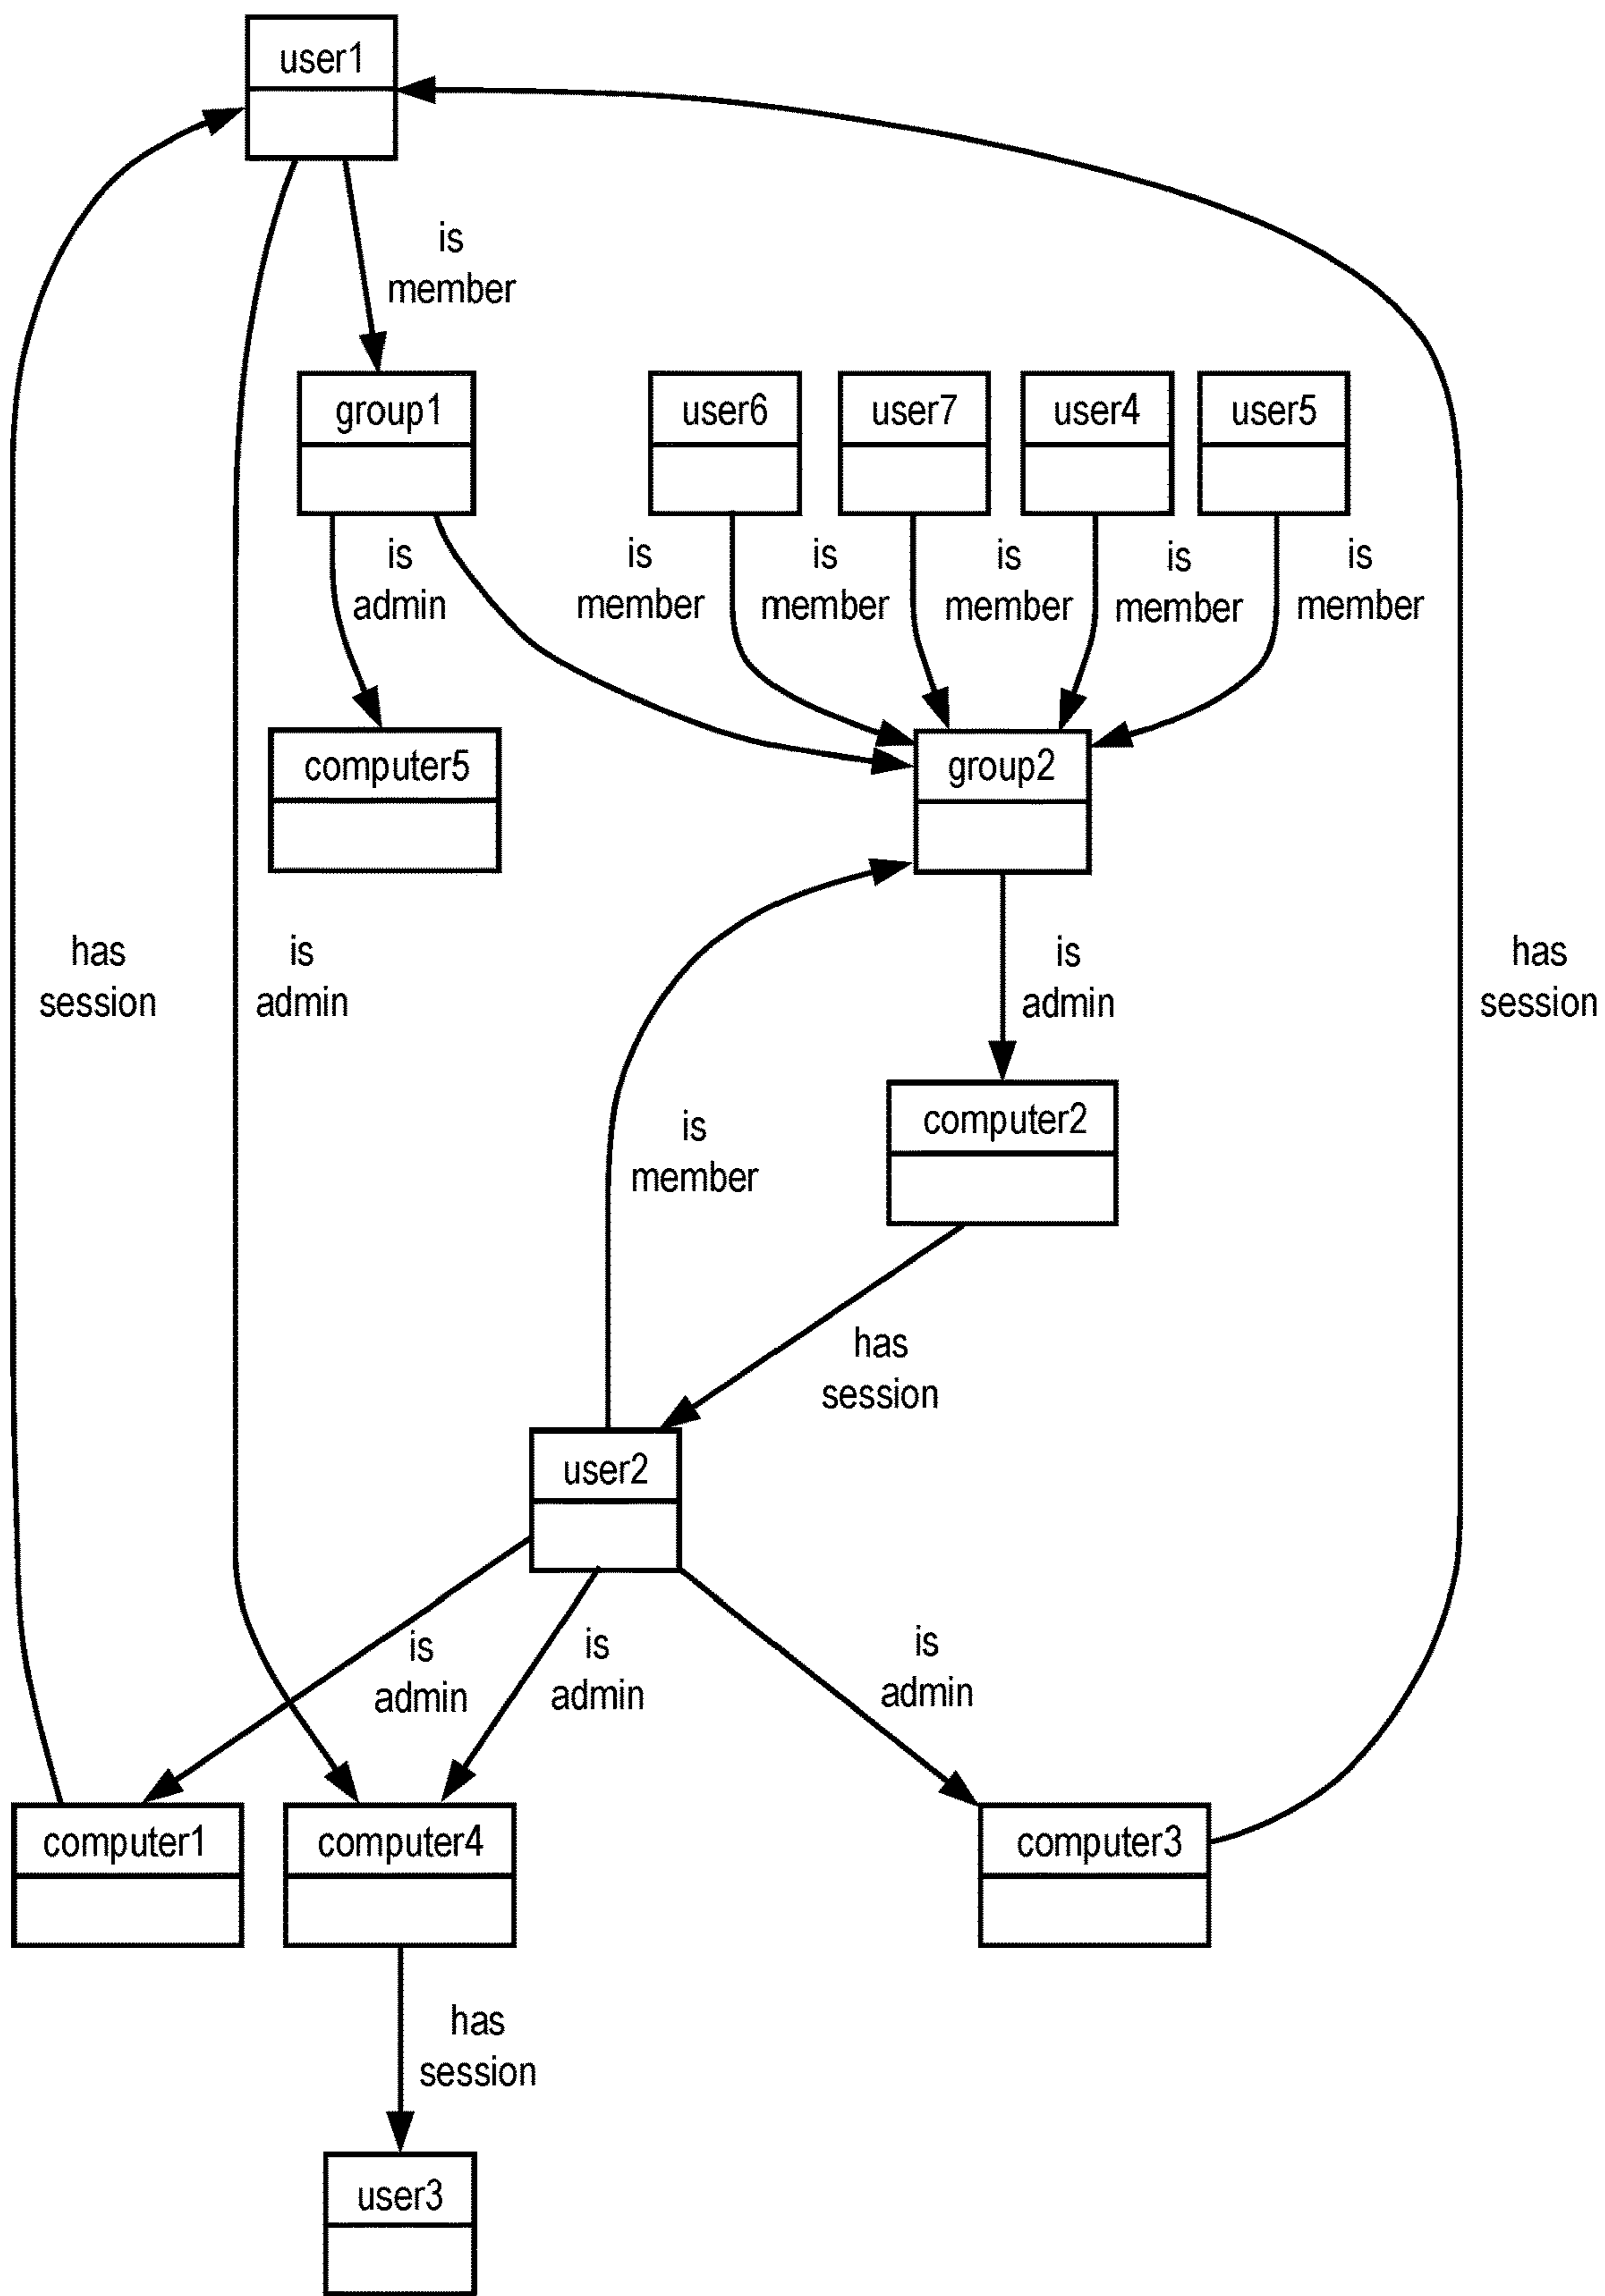 user1
is
member
group1
user6
user7
user4
user5
is
admin
is
member
is
member
is
member
is
member
is
member
computer5
group2
has
session
is
admin
is
admin
has
session
computer2
is
member
has
session
user2
is
admin
is
admin
is
admin
computer1
computer4
computer3
has
session
user3